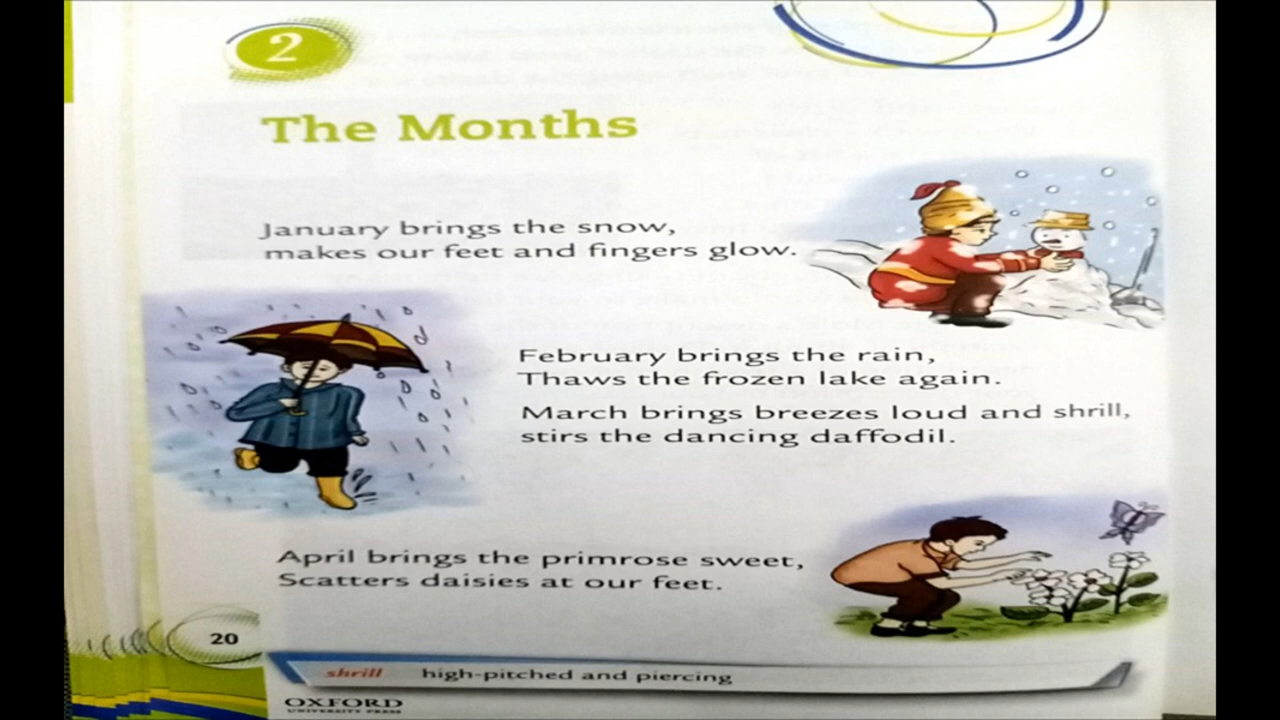 2
The Months
January brings the snow,
makes our feet and fingers glow.
February brings the rain,
Thaws the frozen lake again.
March brings breezes loud and shrill,
stirs the dancing daffodil.
April brings the primrose sweet,
Scatters daisies at our feet.
20
shrill high-pitched and piercing
OXFORD
UNIVERSITY PRESS